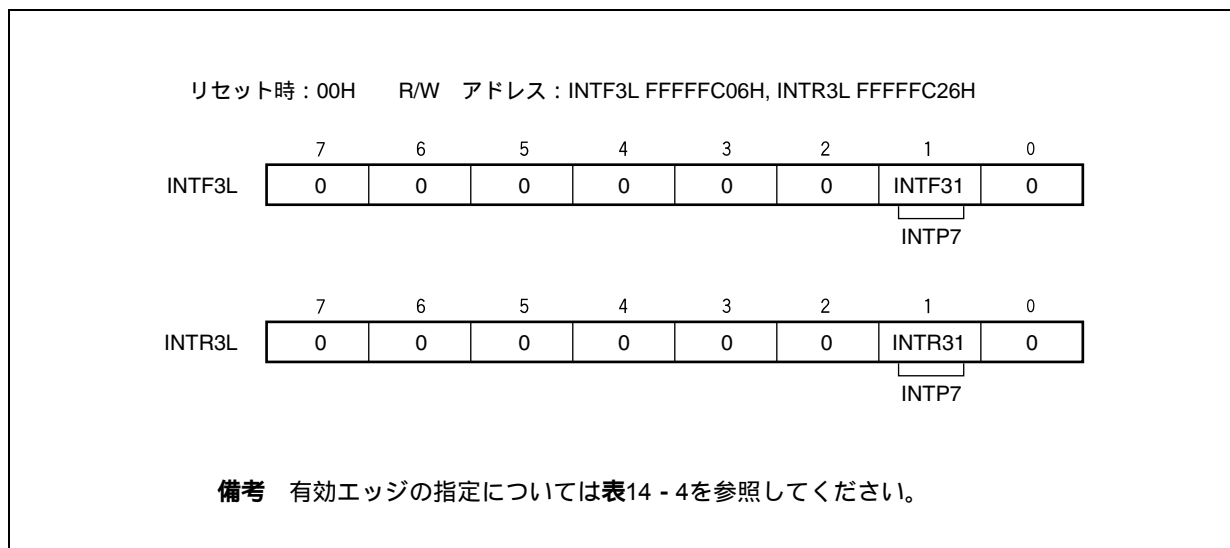 リセット時：00H　　R/W　アドレス：INTF3L FFFFFC06H, INTR3L FFFFFC26H
7 6 5 4 3 2 1 0
INTF3L 0 0 0 0 0 0 INTF31 0
INTP7
7 6 5 4 3 2 1 0
INTR3L 0 0 0 0 0 0 INTR31 0
INTP7
備考　有効エッジの指定については表14 - 4を参照してください。